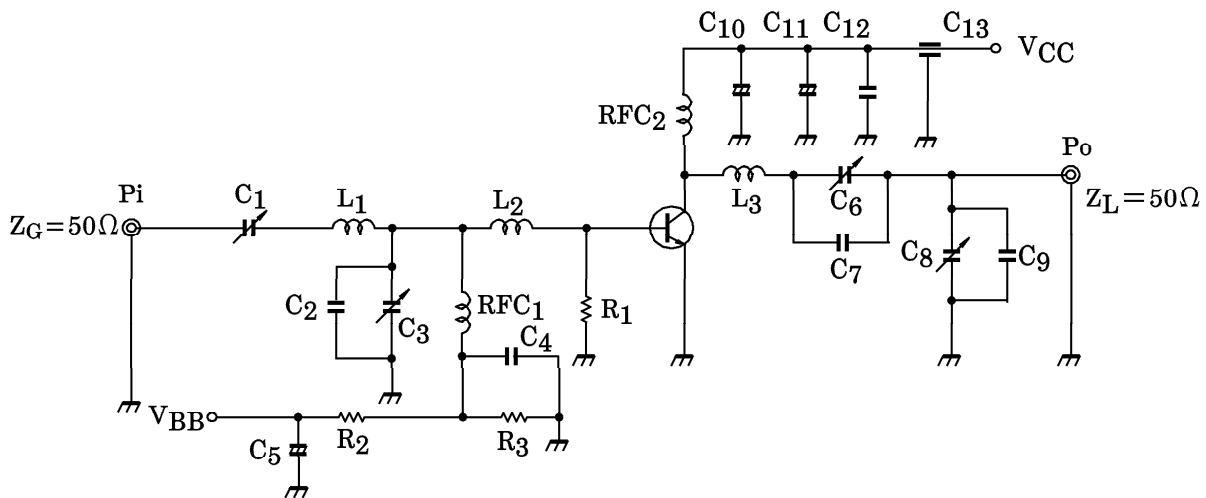 C10 C11 C12 C13
VCC
RFC2
Po
Pi
C1
L1
L2
L3
C6
ZL=50Ω
ZG=50Ω
C7
C8
C9
C2
C3
RFC1
R1
C4
VBB
R2
R3
C5